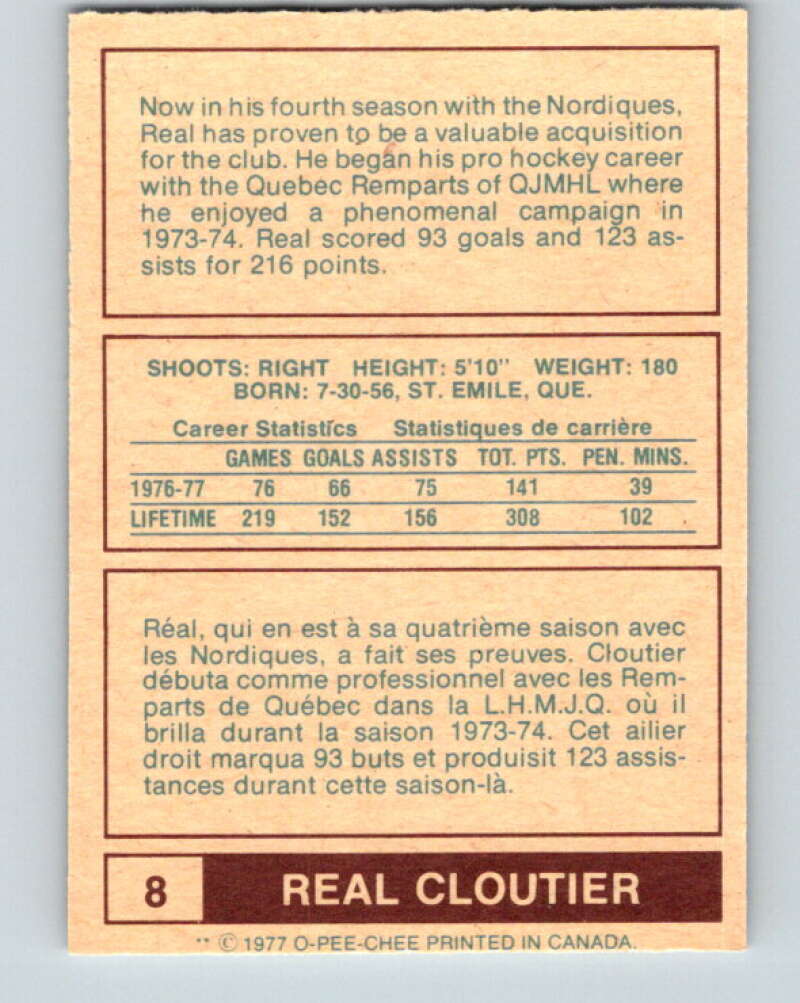 Now in his fourth season with the Nordiques,
Real has proven to be a valuable acquisition
for the club. He began his pro hockey career
with the Quebec Remparts of QJMHL where
he enjoyed a phenomenal campaign in
1973-74. Real scored 93 goals and 123 as-
sists for 216 points.
SHOOTS: RIGHT HEIGHT: 5'10" WEIGHT: 180
BORN: 7-30-56, ST. EMILE, QUE.
Career Statistics Statistiques de carrière
GAMES GOALS ASSISTS TOT. PTS. PEN. MINS.
1976-77 76 66 75 141 39
LIFETIME 219 152 156 308 102
Réal, qui en est à sa quatrième saison avec
les Nordiques, a fait ses preuves. Cloutier
débuta comme professionnel avec les Rem-
parts de Québec dans la L.H.M.J.Q. où il
brilla durant la saison 1973-74. Cet ailier
droit marqua 93 buts et produisit 123 assis-
tances durant cette saison-là.
8 REAL CLOUTIER
** © 1977 O-PEE-CHEE PRINTED IN CANADA.